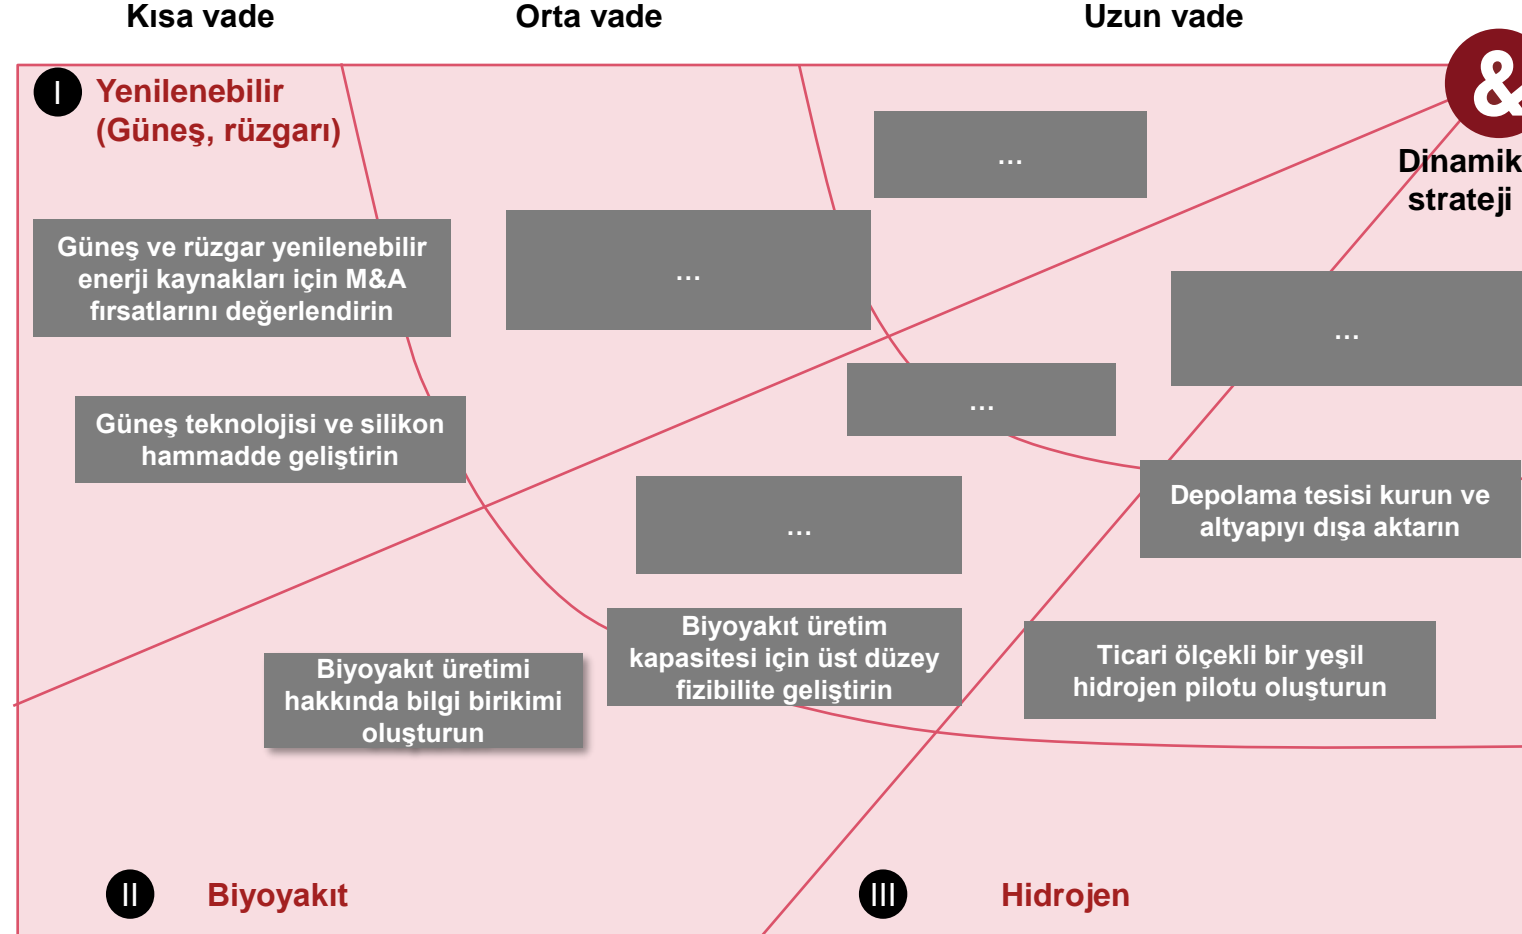 Kısa vade
Orta vade
Uzun vade
I
Yenilenebilir
(Güneş, rüzgarı)
&
Dinamik
strateji
…
…
Güneş ve rüzgar yenilenebilir
enerji kaynakları için M&A
fırsatlarını değerlendirin
…
…
Güneş teknolojisi ve silikon
hammadde geliştirin
…
Depolama tesisi kurun ve
altyapıyı dışa aktarın
Biyoyakıt üretim
kapasitesi için üst düzey
fizibilite geliştirin
Ticari ölçekli bir yeşil
hidrojen pilotu oluşturun
Biyoyakıt üretimi
hakkında bilgi birikimi
oluşturun
II
Biyoyakıt
III
Hidrojen